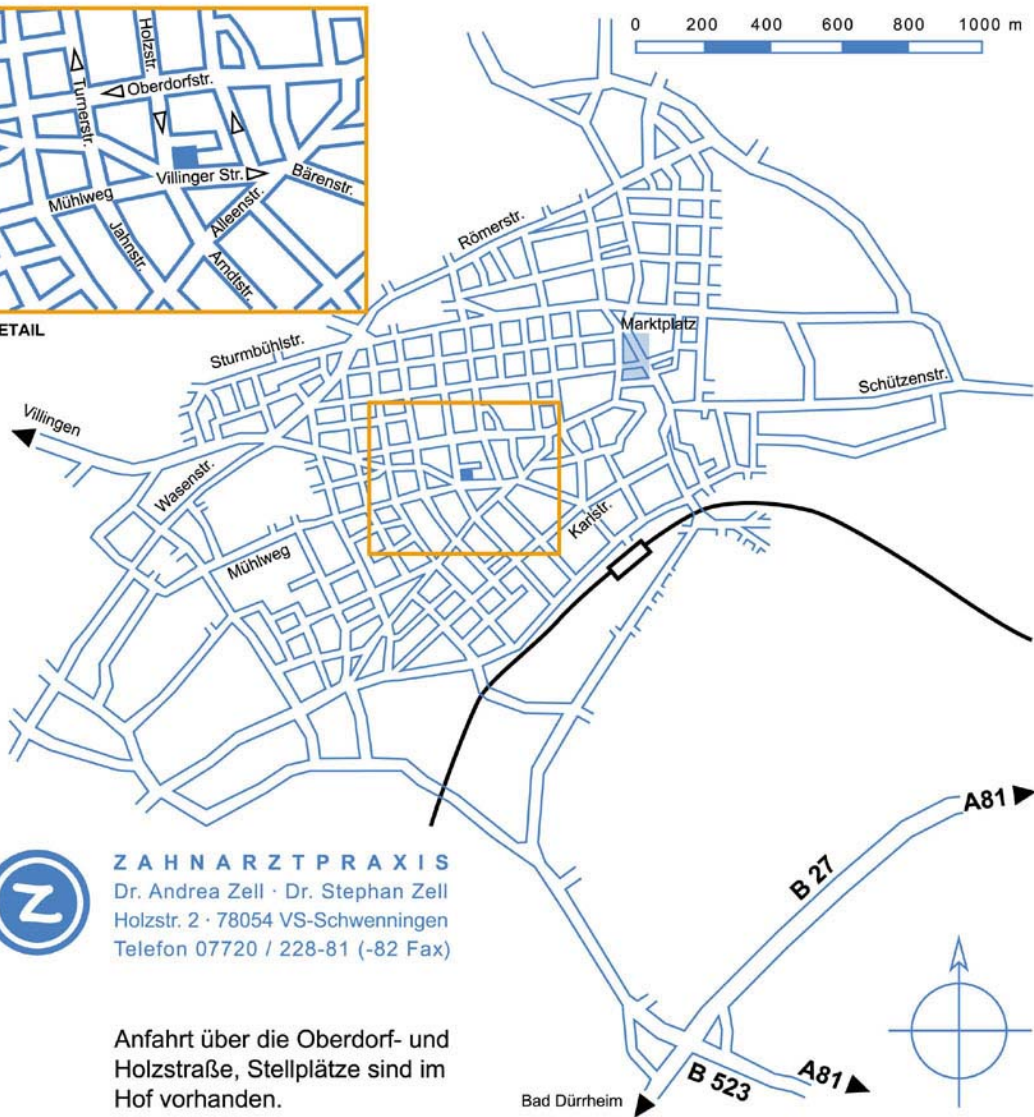 Holzstr.
Oberdorfstr.
Turnerstr.
Villinger Str.
Bärenstr.
Mühlweg
Alleenstr.
Jahnstr.
Arndtstr.
ETAIL
0 200 400 600 800 1000 m
Römerstr.
Marktplatz
Sturmbühlstr.
Schützenstr.
Villingen
Wasenstr.
Karlstr.
Mühlweg
A81
B 27
Z
ZAHNARZTPRAXIS
Dr. Andrea Zell · Dr. Stephan Zell
Holzstr. 2 · 78054 VS-Schwenningen
Telefon 07720 / 228-81 (-82 Fax)
Anfahrt über die Oberdorf- und
Holzstraße, Stellplätze sind im
Hof vorhanden.
B 523
A81
Bad Dürrheim